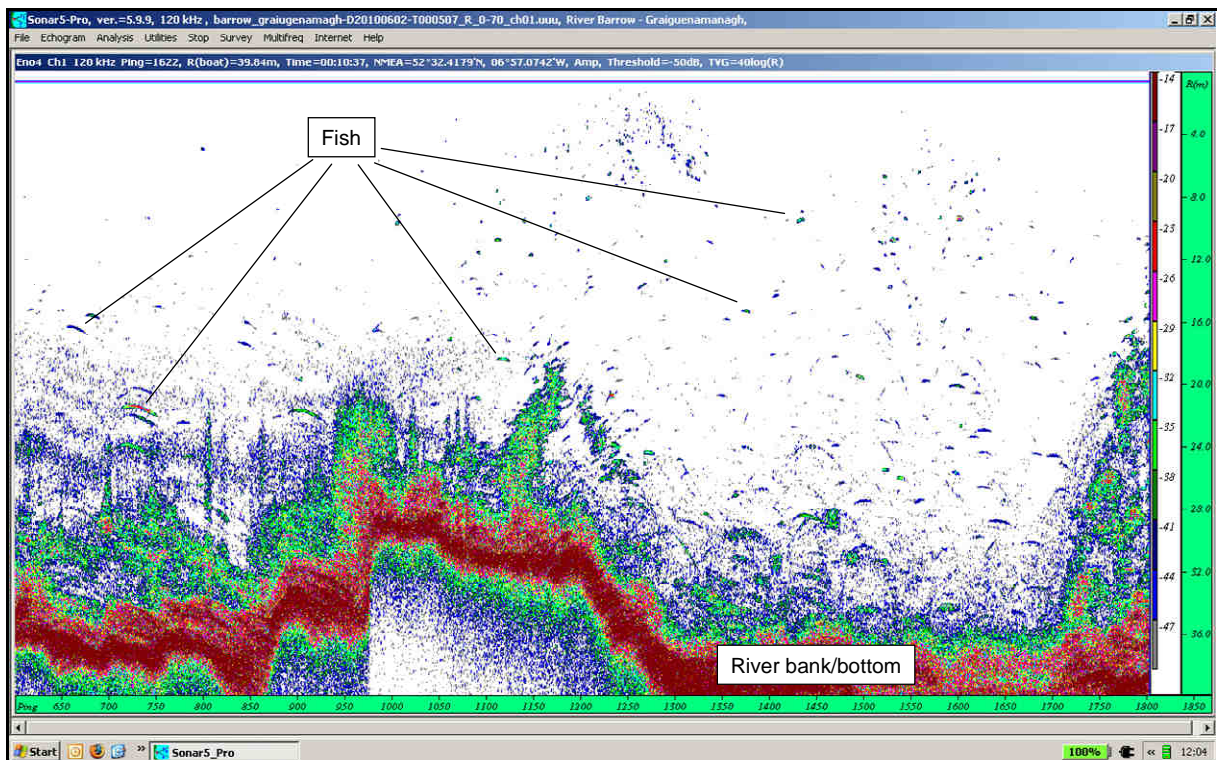 Sonar5-Pro, ver.=5.9.9, 120 kHz , barrow_graiugenamagh-D20100602-T000507_R_0-70_ch01.uuu, River Barrow - Graiguenamanagh,
File Echogram Analysis Utilities Stop Survey Multifreq Internet Help
Eno4 Ch1 120 kHz Ping=1622, R(boat)=39.84m, Time=00:10:37, NMEA=52°32.4179'N, 06°57.0742'W, Amp, Threshold=-50dB, TVG=40log(R)
-14 R(m)
-17 4.0
Fish
-20 8.0
-23
-26 12.0
-29 16.0
-32 20.0
-35 24.0
-38 28.0
-41
-44 32.0
-47 36.0
River bank/bottom
Ping 650 700 750 800 850 900 950 1000 1050 1100 1150 1200 1250 1300 1350 1400 1450 1500 1550 1600 1650 1700 1750 1800 1850
Start » Sonar5_Pro 100% « 12:04